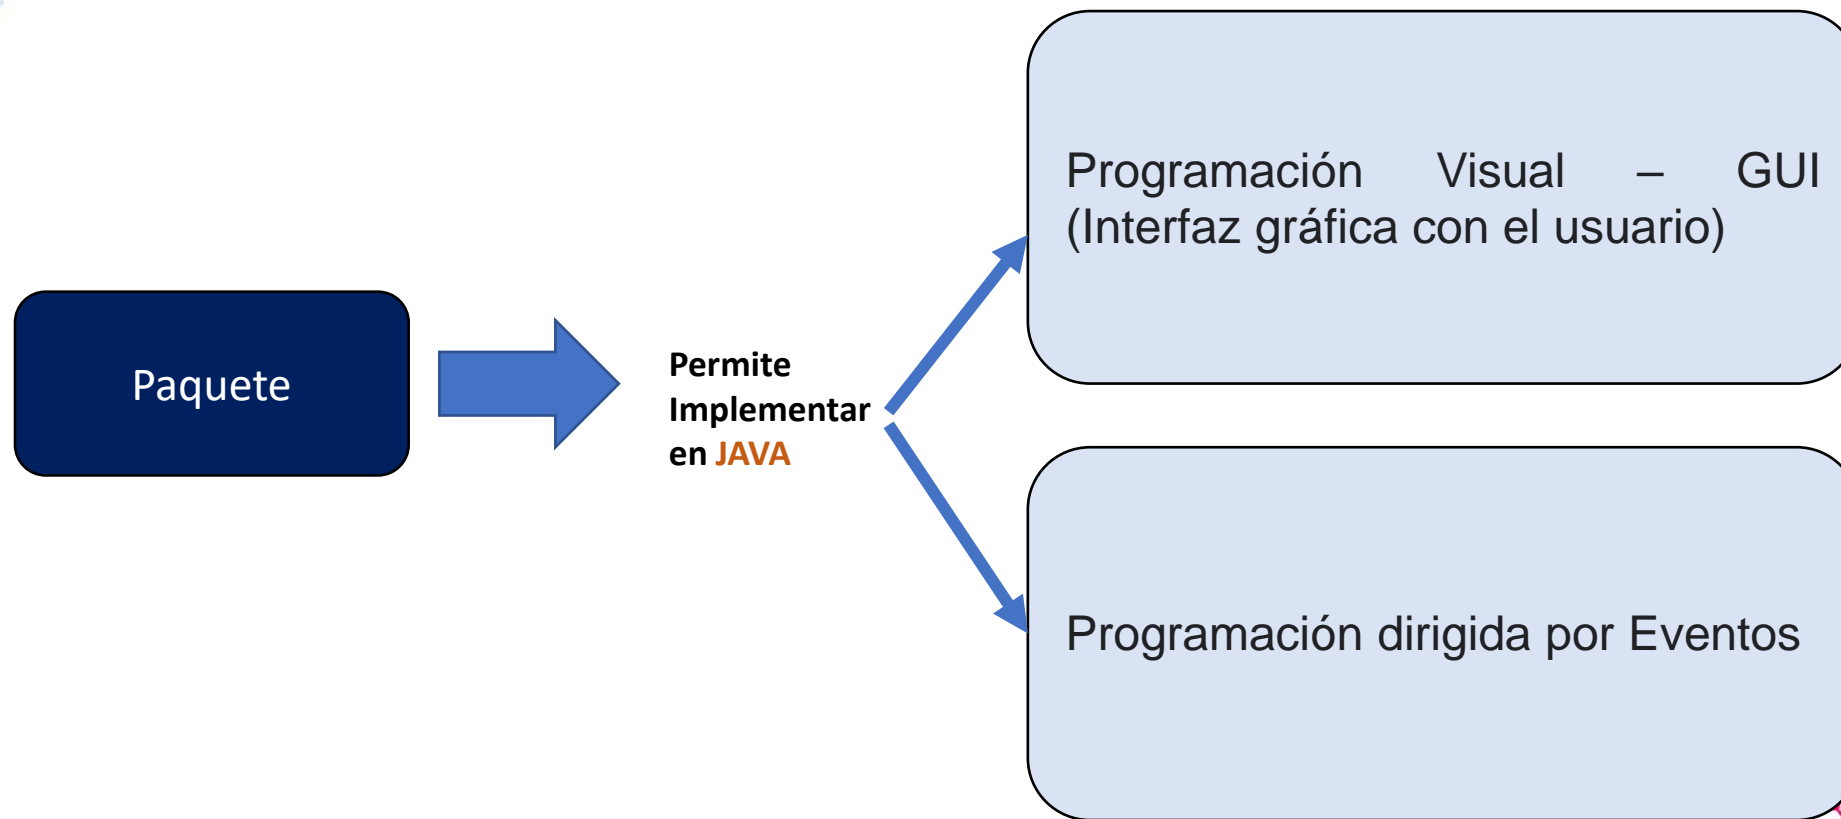 Paquete
Permite
Implementar
en JAVA
Programación Visual – GUI
(Interfaz gráfica con el usuario)
Programación dirigida por Eventos